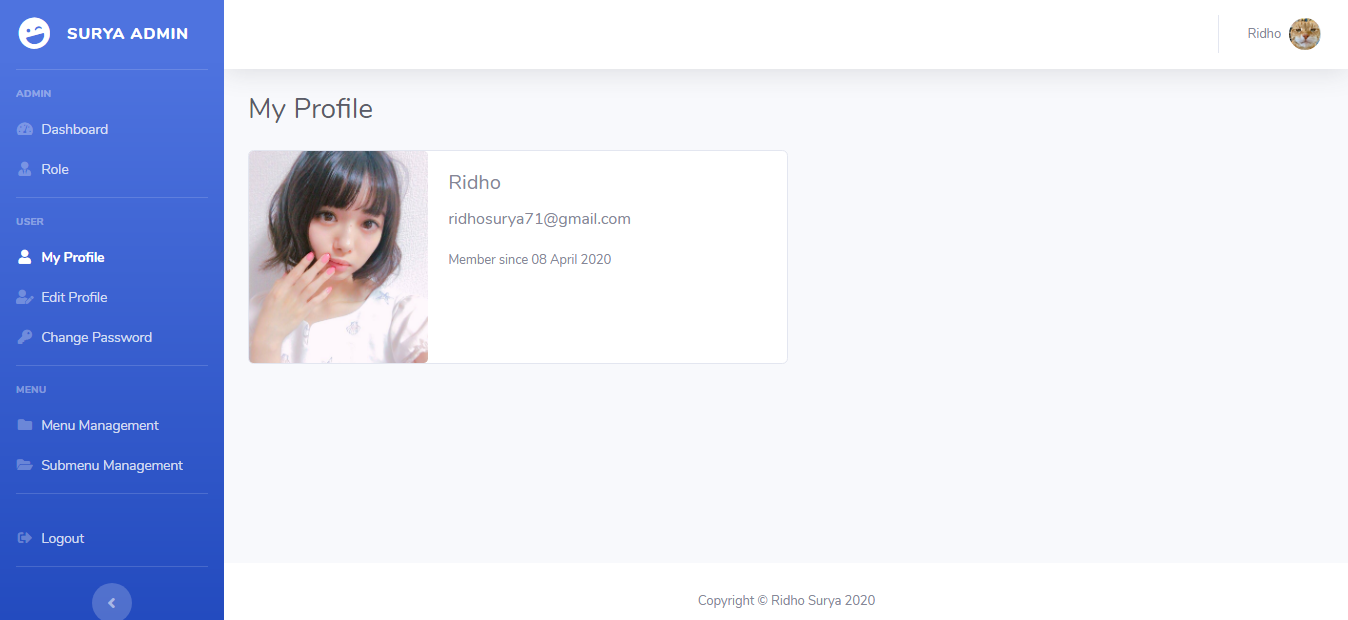 SURYA ADMIN
ADMIN
Dashboard
Role
USER
My Profile
Edit Profile
Change Password
MENU
Menu Management
Submenu Management
Logout
Ridho
My Profile
Ridho
ridhosurya71@gmail.com
Member since 08 April 2020
Copyright © Ridho Surya 2020